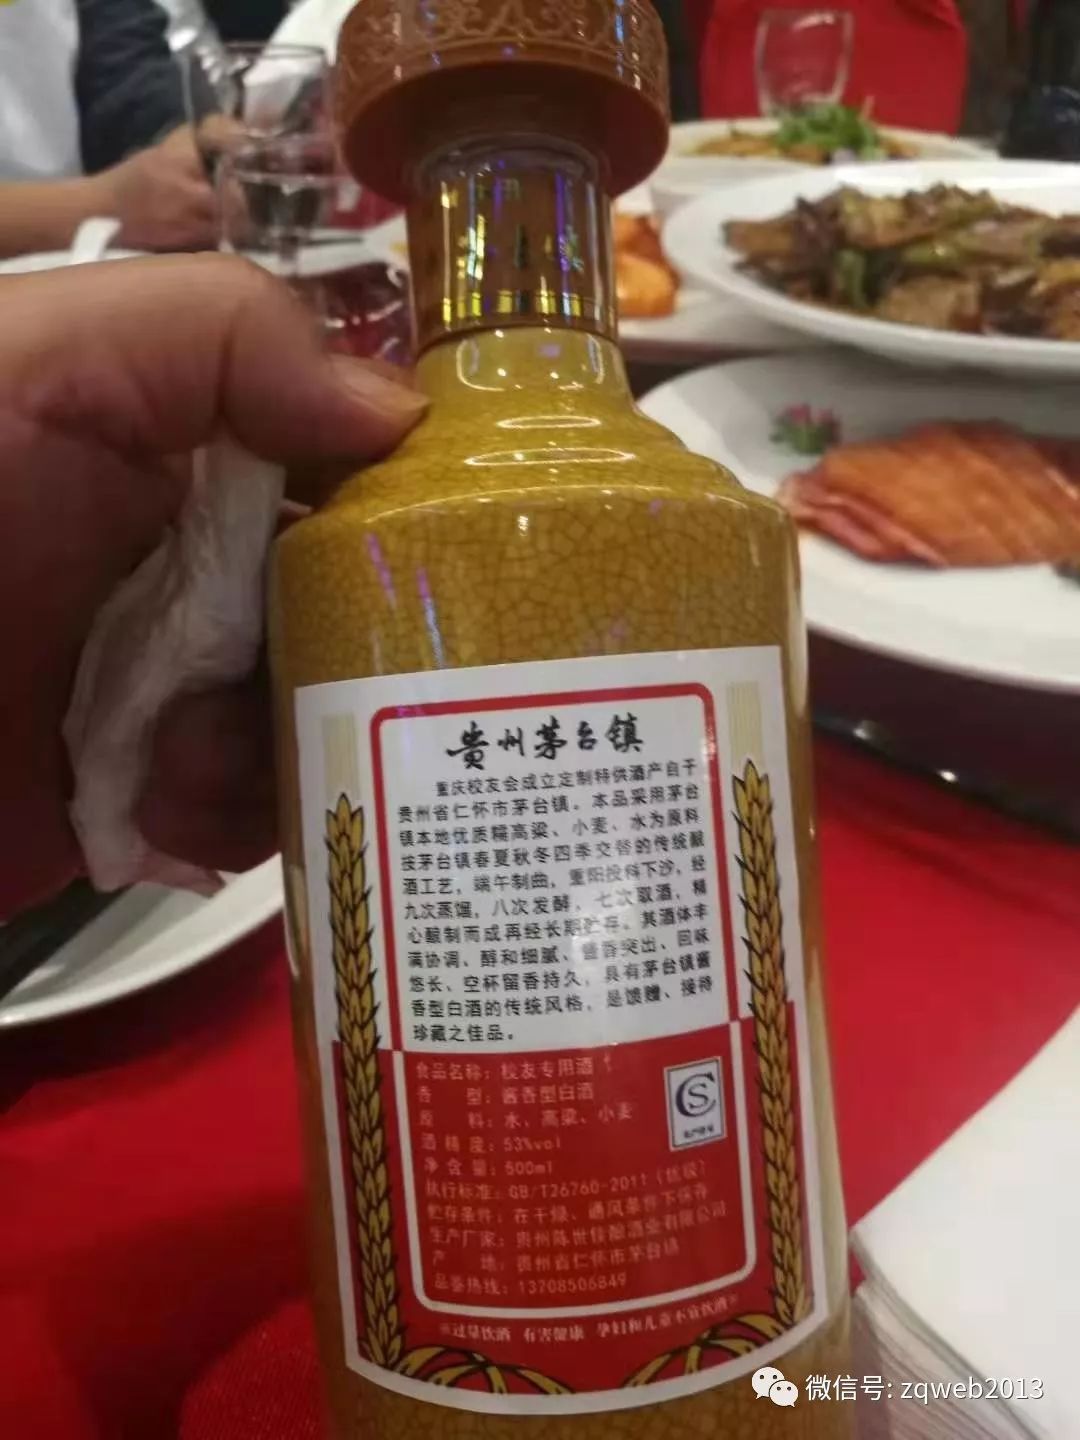 贵州茅台镇
重庆校友会成立定制特供酒产自于
贵州省仁怀市茅台镇。本品采用茅台
镇本地优质糯高粱、小麦、水为原料
按茅台镇春夏秋冬四季交替的传统酿
酒工艺，端午制曲，重阳投料下沙，经
九次蒸馏，八次发酵，七次取酒，精
心酿制而成再经长期贮存。其酒体丰
满协调、醇和细腻、酱香突出、回味
悠长、空杯留香持久，具有茅台镇酱
香型白酒的传统风格，是馈赠、接待
珍藏之佳品。
食品名称：校友专用酒
香 型：酱香型白酒
原 料：水、高粱、小麦
酒精度：53%vol
净含量：500ml
执行标准：GB/T26760-2011（优级）
贮存条件：在干燥、通风条件下保存
生产厂家：贵州陈世佳酿酒业有限公司
产 地：贵州省仁怀市茅台镇
品鉴热线：13708506849
过量饮酒 有害健康 孕妇和儿童不宜饮酒
微信号: zqweb2013